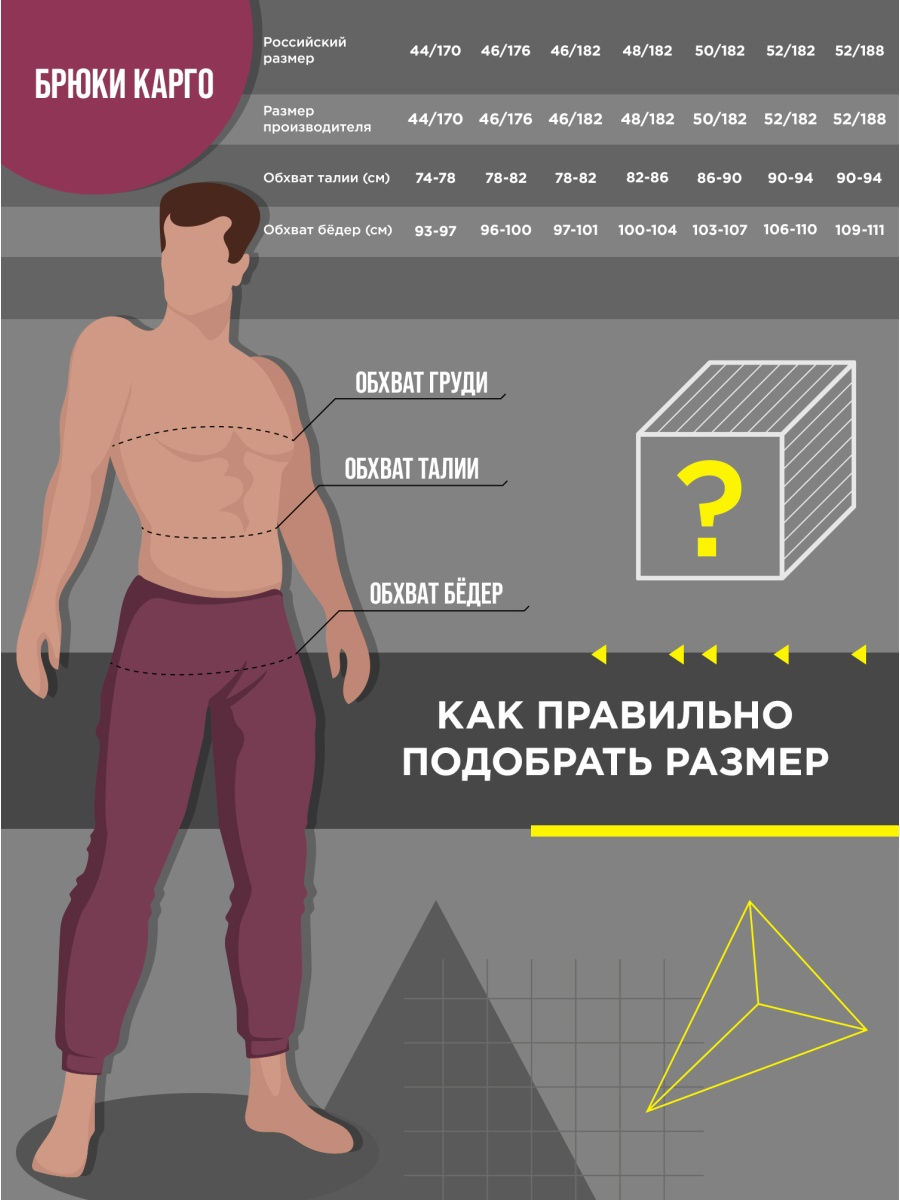 БРЮКИ КАРГО
Российский
размер
44/170 46/176 46/182 48/182 50/182 52/182 52/188
Размер
производителя
44/170 46/176 46/182 48/182 50/182 52/182 52/188
Обхват талии (см) 74-78 78-82 78-82 82-86 86-90 90-94 90-94
Обхват бёдер (см) 93-97 96-100 97-101 100-104 103-107 106-110 109-111
ОБХВАТ ГРУДИ
ОБХВАТ ТАЛИИ
?
ОБХВАТ БЁДЕР
КАК ПРАВИЛЬНО
ПОДОБРАТЬ РАЗМЕР